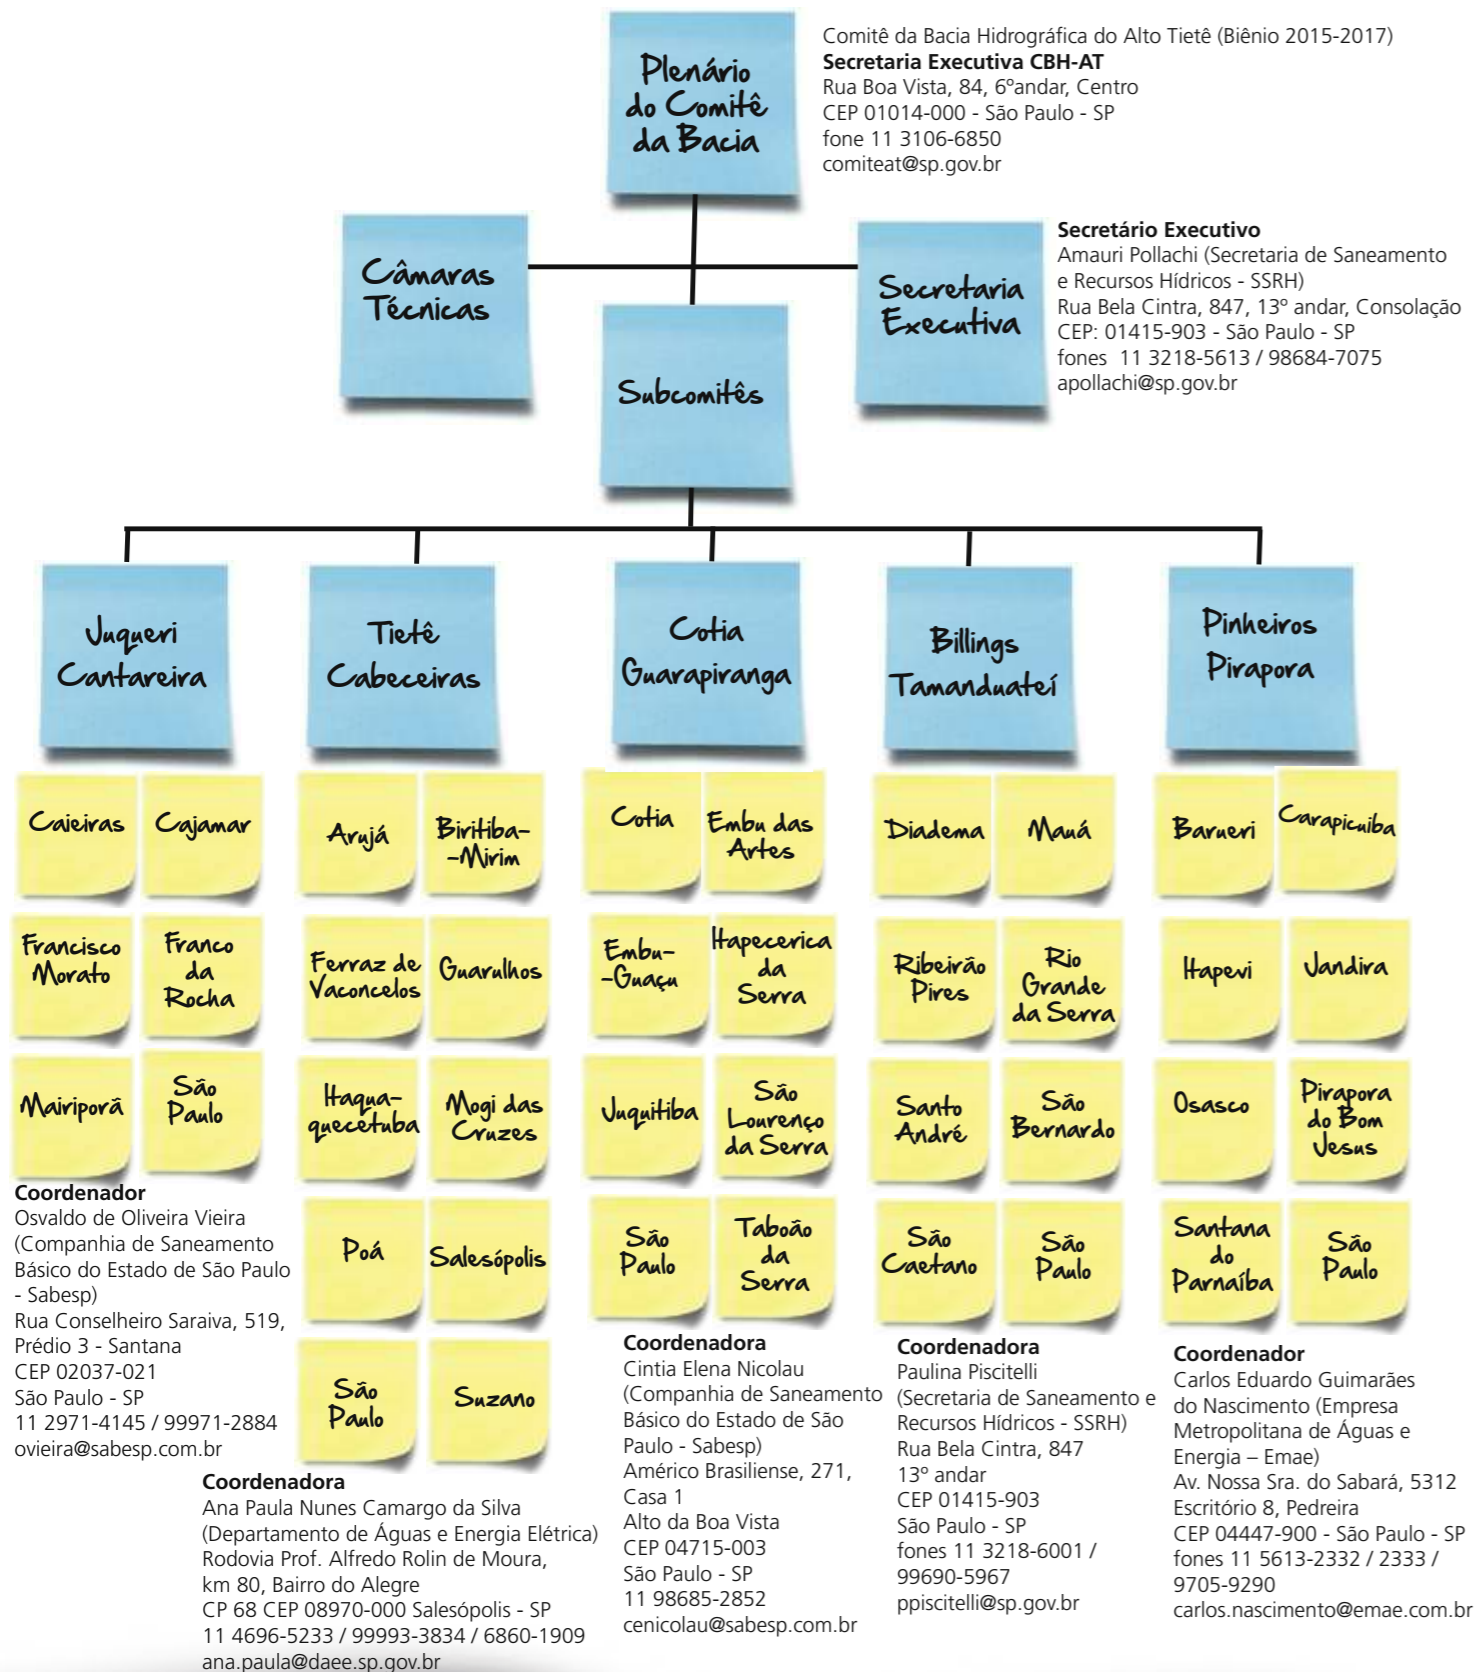 Plenário
do Comitê
da Bacia
Comitê da Bacia Hidrográfica do Alto Tietê (Biênio 2015-2017)
Secretaria Executiva CBH-AT
Rua Boa Vista, 84, 6ºandar, Centro
CEP 01014-000 - São Paulo - SP
fone 11 3106-6850
comiteat@sp.gov.br
Câmaras
Técnicas
Secretaria
Executiva
Secretário Executivo
Amauri Pollachi (Secretaria de Saneamento
e Recursos Hídricos - SSRH)
Rua Bela Cintra, 847, 13º andar, Consolação
CEP: 01415-903 - São Paulo - SP
fones 11 3218-5613 / 98684-7075
apollachi@sp.gov.br
Subcomitês
Juqueri
Cantareira
Tietê
Cabeceiras
Cotia
Guarapiranga
Billings
Tamanduateí
Pinheiros
Pirapora
Caieiras
Cajamar
Francisco
Morato
Franco
da
Rocha
Mairiporã
São
Paulo
Coordenador
Osvaldo de Oliveira Vieira
(Companhia de Saneamento
Básico do Estado de São Paulo
- Sabesp)
Rua Conselheiro Saraiva, 519,
Prédio 3 - Santana
CEP 02037-021
São Paulo - SP
11 2971-4145 / 99971-2884
ovieira@sabesp.com.br
Arujá
Biritiba-
-Mirim
Ferraz de
Vaconcelos
Guarulhos
Itaqua-
quecetuba
Mogi das
Cruzes
Poá
Salesópolis
São
Paulo
Suzano
Coordenadora
Ana Paula Nunes Camargo da Silva
(Departamento de Águas e Energia Elétrica)
Rodovia Prof. Alfredo Rolin de Moura,
km 80, Bairro do Alegre
CP 68 CEP 08970-000 Salesópolis - SP
11 4696-5233 / 99993-3834 / 6860-1909
ana.paula@daee.sp.gov.br
Cotia
Embu das
Artes
Embu-
-Guaçu
Itapecerica
da
Serra
Juquitiba
São
Lourenço
da Serra
São
Paulo
Taboão
da
Serra
Coordenadora
Cintia Elena Nicolau
(Companhia de Saneamento
Básico do Estado de São
Paulo - Sabesp)
Américo Brasiliense, 271,
Casa 1
Alto da Boa Vista
CEP 04715-003
São Paulo - SP
11 98685-2852
cenicolau@sabesp.com.br
Diadema
Mauá
Ribeirão
Pires
Rio
Grande
da Serra
Santo
André
São
Bernardo
São
Caetano
São
Paulo
Coordenadora
Paulina Piscitelli
(Secretaria de Saneamento e
Recursos Hídricos - SSRH)
Rua Bela Cintra, 847
13º andar
CEP 01415-903
São Paulo - SP
fones 11 3218-6001 /
99690-5967
ppiscitelli@sp.gov.br
Barueri
Carapicuiba
Itapevi
Jandira
Osasco
Pirapora
do Bom
Jesus
Santana
do
Parnaíba
São
Paulo
Coordenador
Carlos Eduardo Guimarães
do Nascimento (Empresa
Metropolitana de Águas e
Energia – Emae)
Av. Nossa Sra. do Sabará, 5312
Escritório 8, Pedreira
CEP 04447-900 - São Paulo - SP
fones 11 5613-2332 / 2333 /
9705-9290
carlos.nascimento@emae.com.br